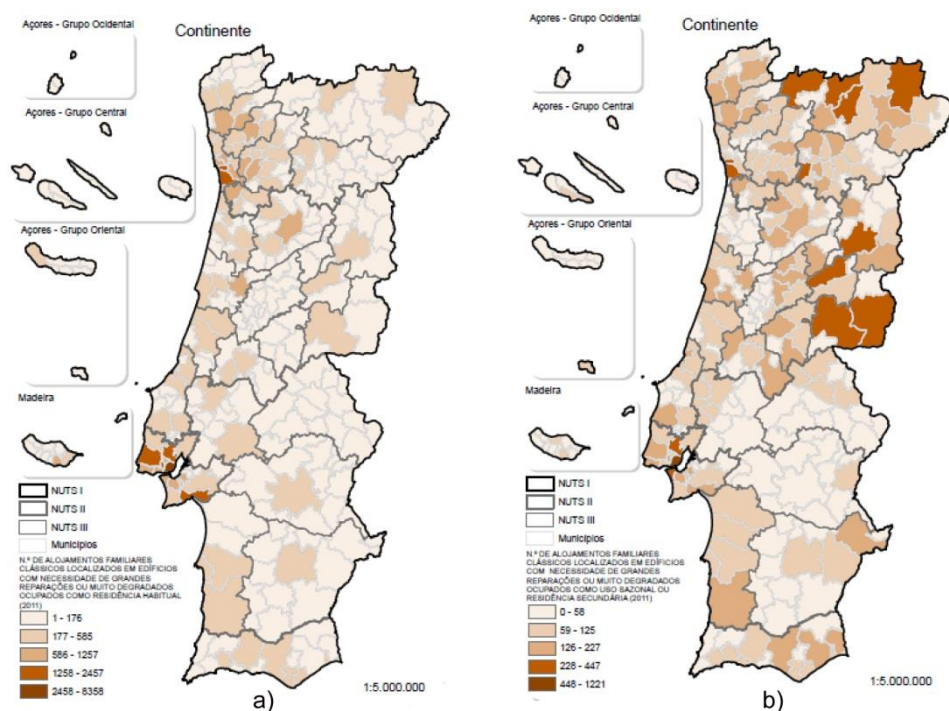 Açores - Grupo Ocidental
Continente
Açores - Grupo Central
Açores - Grupo Oriental
Madeira
NUTS I
NUTS II
NUTS III
Municípios
N.º DE ALOJAMENTOS FAMILIARES
CLÁSSICOS LOCALIZADOS EM EDÍFICIOS
COM NECESSIDADE DE GRANDES
REPARAÇÕES OU MUITO DEGRADADOS
OCUPADOS COMO RESIDÊNCIA HABITUAL
(2011)
1 - 176
177 - 585
586 - 1257
1258 - 2457
2458 - 8358
1:5.000.000
a)
Açores - Grupo Ocidental
Continente
Açores - Grupo Central
Açores - Grupo Oriental
Madeira
NUTS I
NUTS II
NUTS III
Municípios
N.º DE ALOJAMENTOS FAMILIARES
CLÁSSICOS LOCALIZADOS EM EDÍFICIOS
COM NECESSIDADE DE GRANDES
REPARAÇÕES OU MUITO DEGRADADOS
OCUPADOS COMO USO SAZONAL OU
RESIDÊNCIA SECUNDÁRIA (2011)
0 - 58
59 - 125
126 - 227
228 - 447
448 - 1221
1:5.000.000
b)